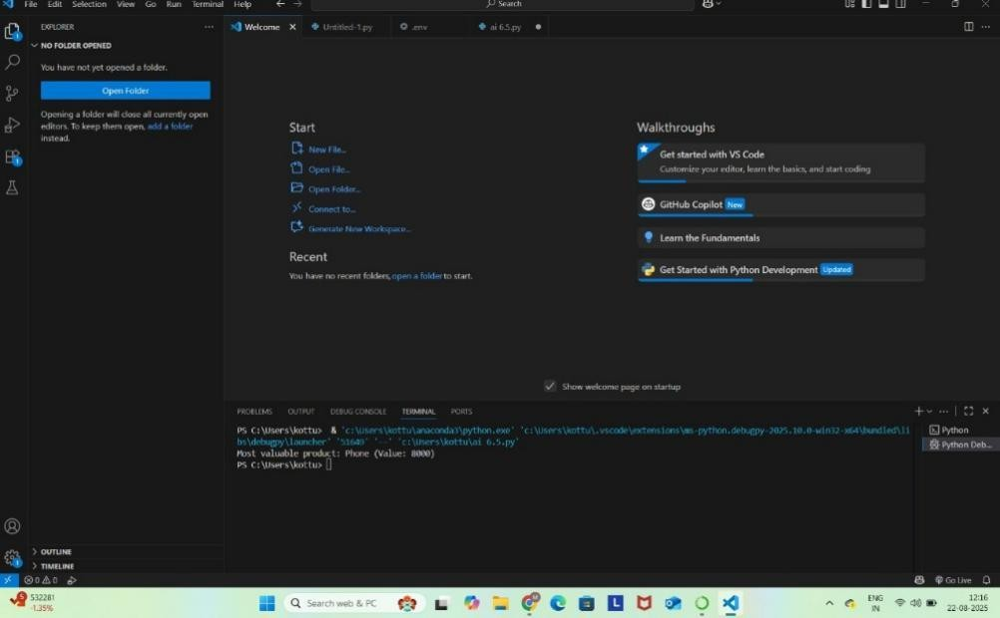 File Edit Selection View Go Run Terminal Help
Search
EXPLORER
Welcome
Untitled-1.py
.env
ai 6.5.py
NO FOLDER OPENED
You have not yet opened a folder.
Open Folder
Opening a folder will close all currently open
editors. To keep them open, add a folder
instead.
Start
New File...
Open File...
Open Folder...
Connect to...
Generate New Workspace...
Recent
You have no recent folders, open a folder to start.
Walkthroughs
Get started with VS Code
Customize your editor, learn the basics, and start coding
GitHub Copilot New
Learn the Fundamentals
Get Started with Python Development Updated
Show welcome page on startup
PROBLEMS OUTPUT DEBUG CONSOLE TERMINAL PORTS
PS C:\Users\kottu> & 'c:\Users\kottu\anaconda3\python.exe' 'c:\Users\kottu\.vscode\extensions\ms-python.debugpy-2025.10.0-win32-x64\bundled\li
bs\debugpy\launcher' '51649' '--' 'c:\Users\kottu\ai 6.5.py'
Most valuable product: Phone (Value: 8000)
PS C:\Users\kottu>
Python
Python Deb...
OUTLINE
TIMELINE
0 0
Go Live
532281
-1.35%
5
Search web & PC
ENG
IN
12:16
22-08-2025